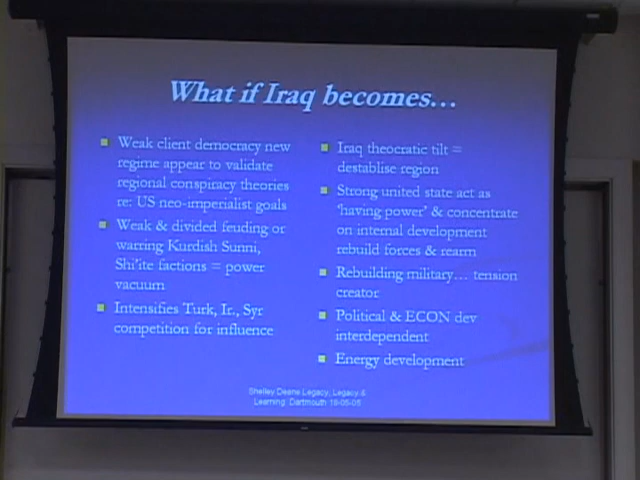 What if Iraq becomes…
Weak client democracy new
regime appear to validate
regional conspiracy theories
re: US neo-imperialist goals
Weak & divided feuding or
warring Kurdish Sunni,
Shi'ite factions = power
vacuum
Intensifies Turk, Ir., Syr
competition for influence
Iraq theocratic tilt =
destablise region
Strong united state act as
'having power' & concentrate
on internal development
rebuild forces & rearm
Rebuilding military… tension
creator
Political & ECON dev
interdependent
Energy development
Shelley Deane Legacy, Legacy &
Learning: Dartmouth 16-05-05